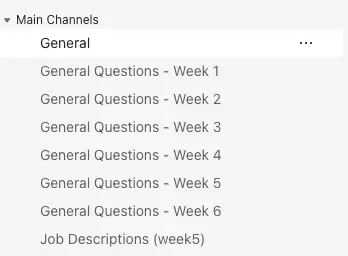 Main Channels
General
General Questions - Week 1
General Questions - Week 2
General Questions - Week 3
General Questions - Week 4
General Questions - Week 5
General Questions - Week 6
Job Descriptions (week5)